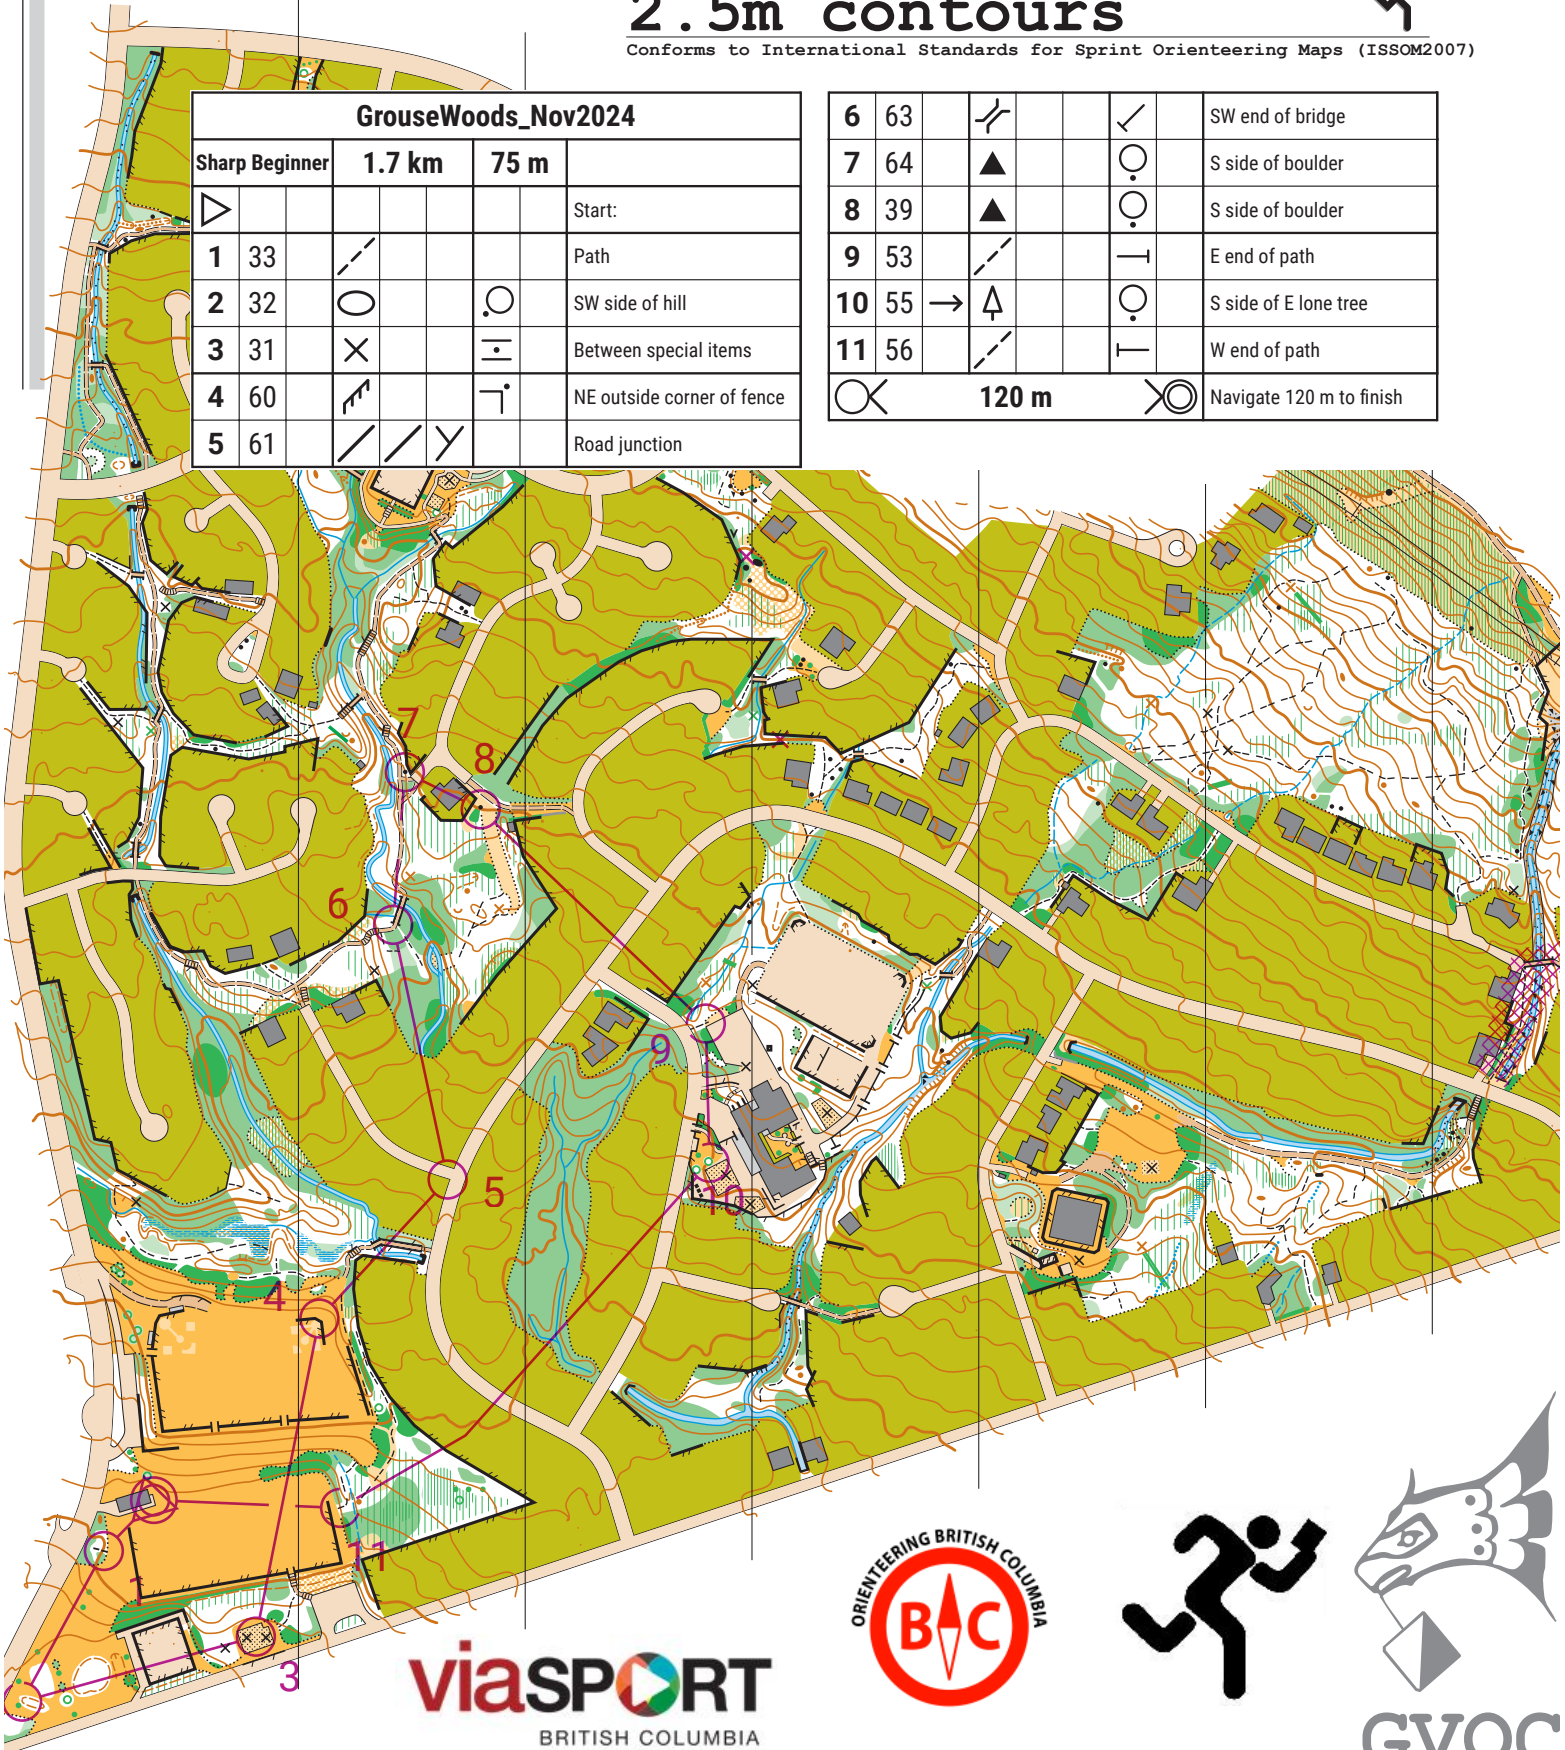 2.5m contours
Conforms to International Standards for Sprint Orienteering Maps (ISSOM2007)
GrouseWoods_Nov2024
Sharp Beginner 1.7 km 75 m
Start:
1 33 Path
2 32 SW side of hill
3 31 Between special items
4 60 NE outside corner of fence
5 61 Road junction
6 63 SW end of bridge
7 64 S side of boulder
8 39 S side of boulder
9 53 E end of path
10 55 S side of E lone tree
11 56 W end of path
120 m Navigate 120 m to finish
7
8
6
9
5
10
4
11
1
3
ORIENTEERING BRITISH COLUMBIA
BC
viaSPORT
BRITISH COLUMBIA
GVOC